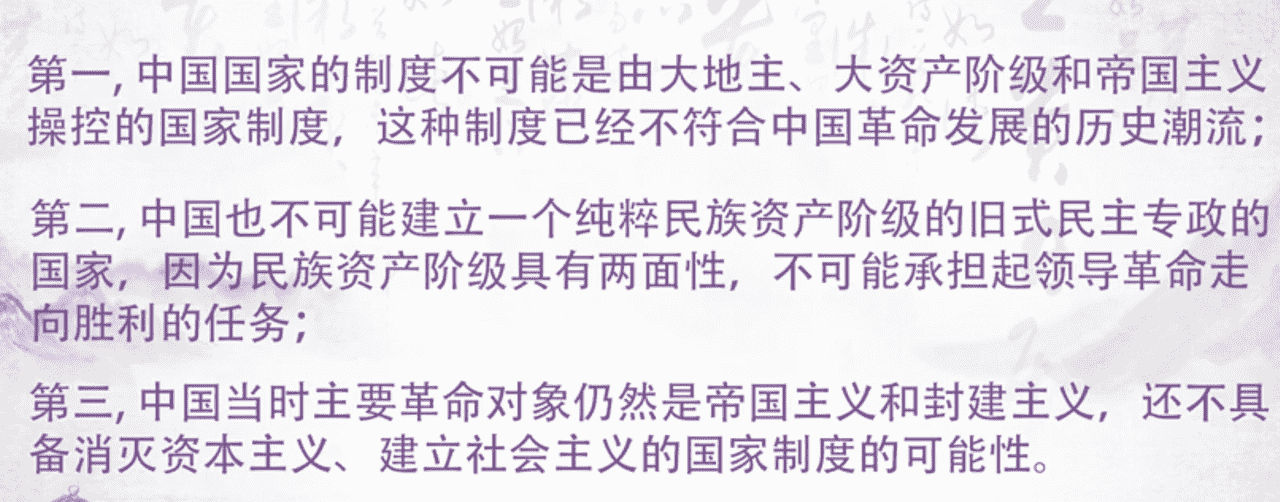 第一, 中国国家的制度不可能是由大地主、大资产阶级和帝国主义
操控的国家制度，这种制度已经不符合中国革命发展的历史潮流；
第二, 中国也不可能建立一个纯粹民族资产阶级的旧式民主专政的
国家，因为民族资产阶级具有两面性，不可能承担起领导革命走
向胜利的任务；
第三, 中国当时主要革命对象仍然是帝国主义和封建主义，还不具
备消灭资本主义、建立社会主义的国家制度的可能性。